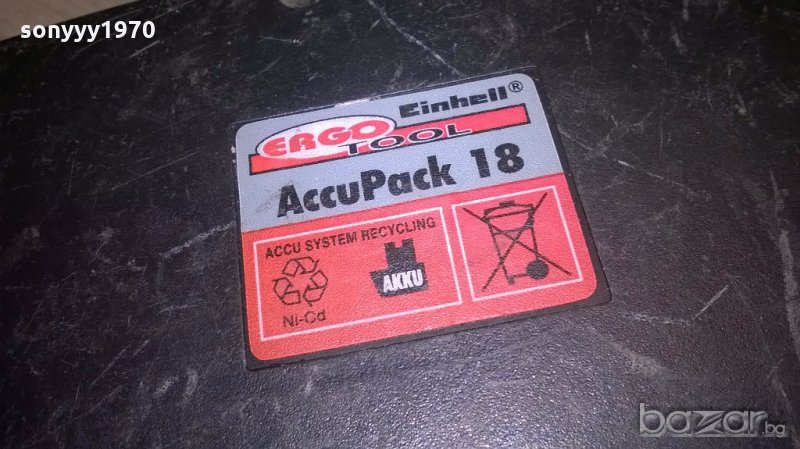 sonyyy1970
Einhell®
ERGO
TOOL
AccuPack 18
ACCU SYSTEM RECYCLING
AKKU
Ni-Cd
bazar.bg